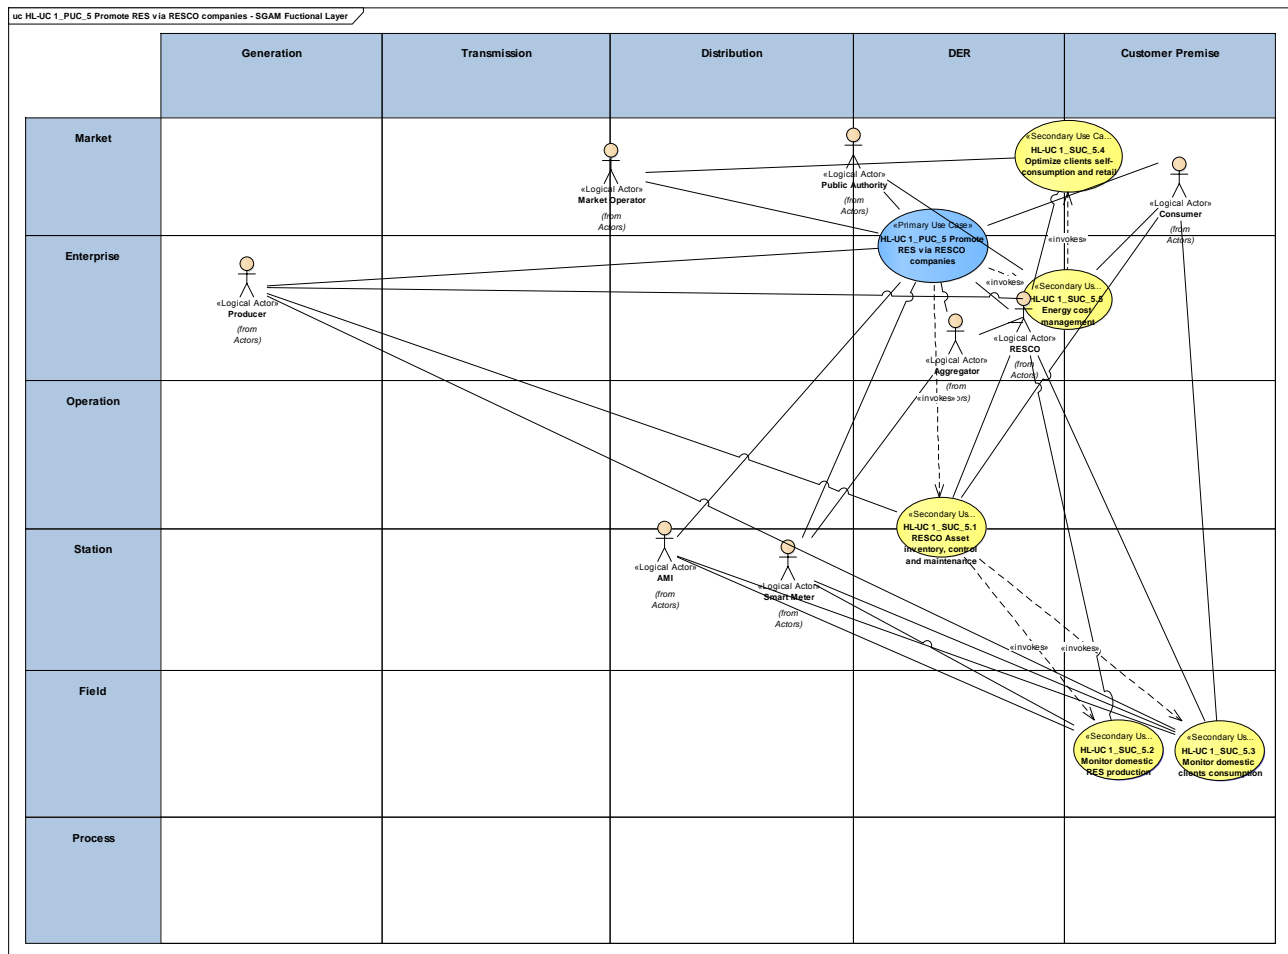 uc HL-UC 1_PUC_5 Promote RES via RESCO companies - SGAM Fuctional Layer
Generation
Transmission
Distribution
DER
Customer Premise
Market
«Logical Actor»
Market Operator
(from
Actors)
«Logical Actor»
Public Authority
(from
Actors)
«Secondary Use Ca...
HL-UC 1_SUC_5.4
Optimize clients self-
consumption and retail
«Logical Actor»
Consumer
(from
Actors)
«Primary Use Case»
HL-UC 1_PUC_5 Promote
RES via RESCO
companies
«invokes»
Enterprise
«Logical Actor»
Producer
(from
Actors)
«invokes»
«Secondary Us...
HL-UC 1_SUC_5.5
Energy cost
management
«Logical Actor»
Aggregator
(from
Actors)
«Logical Actor»
RESCO
(from
Actors)
«invokes»
Operation
«Secondary Us...
HL-UC 1_SUC_5.1
RESCO Asset
inventory, control
and maintenance
Station
«Logical Actor»
AMI
(from
Actors)
«Logical Actor»
Smart Meter
(from
Actors)
«invokes»
«invokes»
Field
«Secondary Us...
HL-UC 1_SUC_5.2
Monitor domestic
RES production
«Secondary Us...
HL-UC 1_SUC_5.3
Monitor domestic
clients consumption
Process